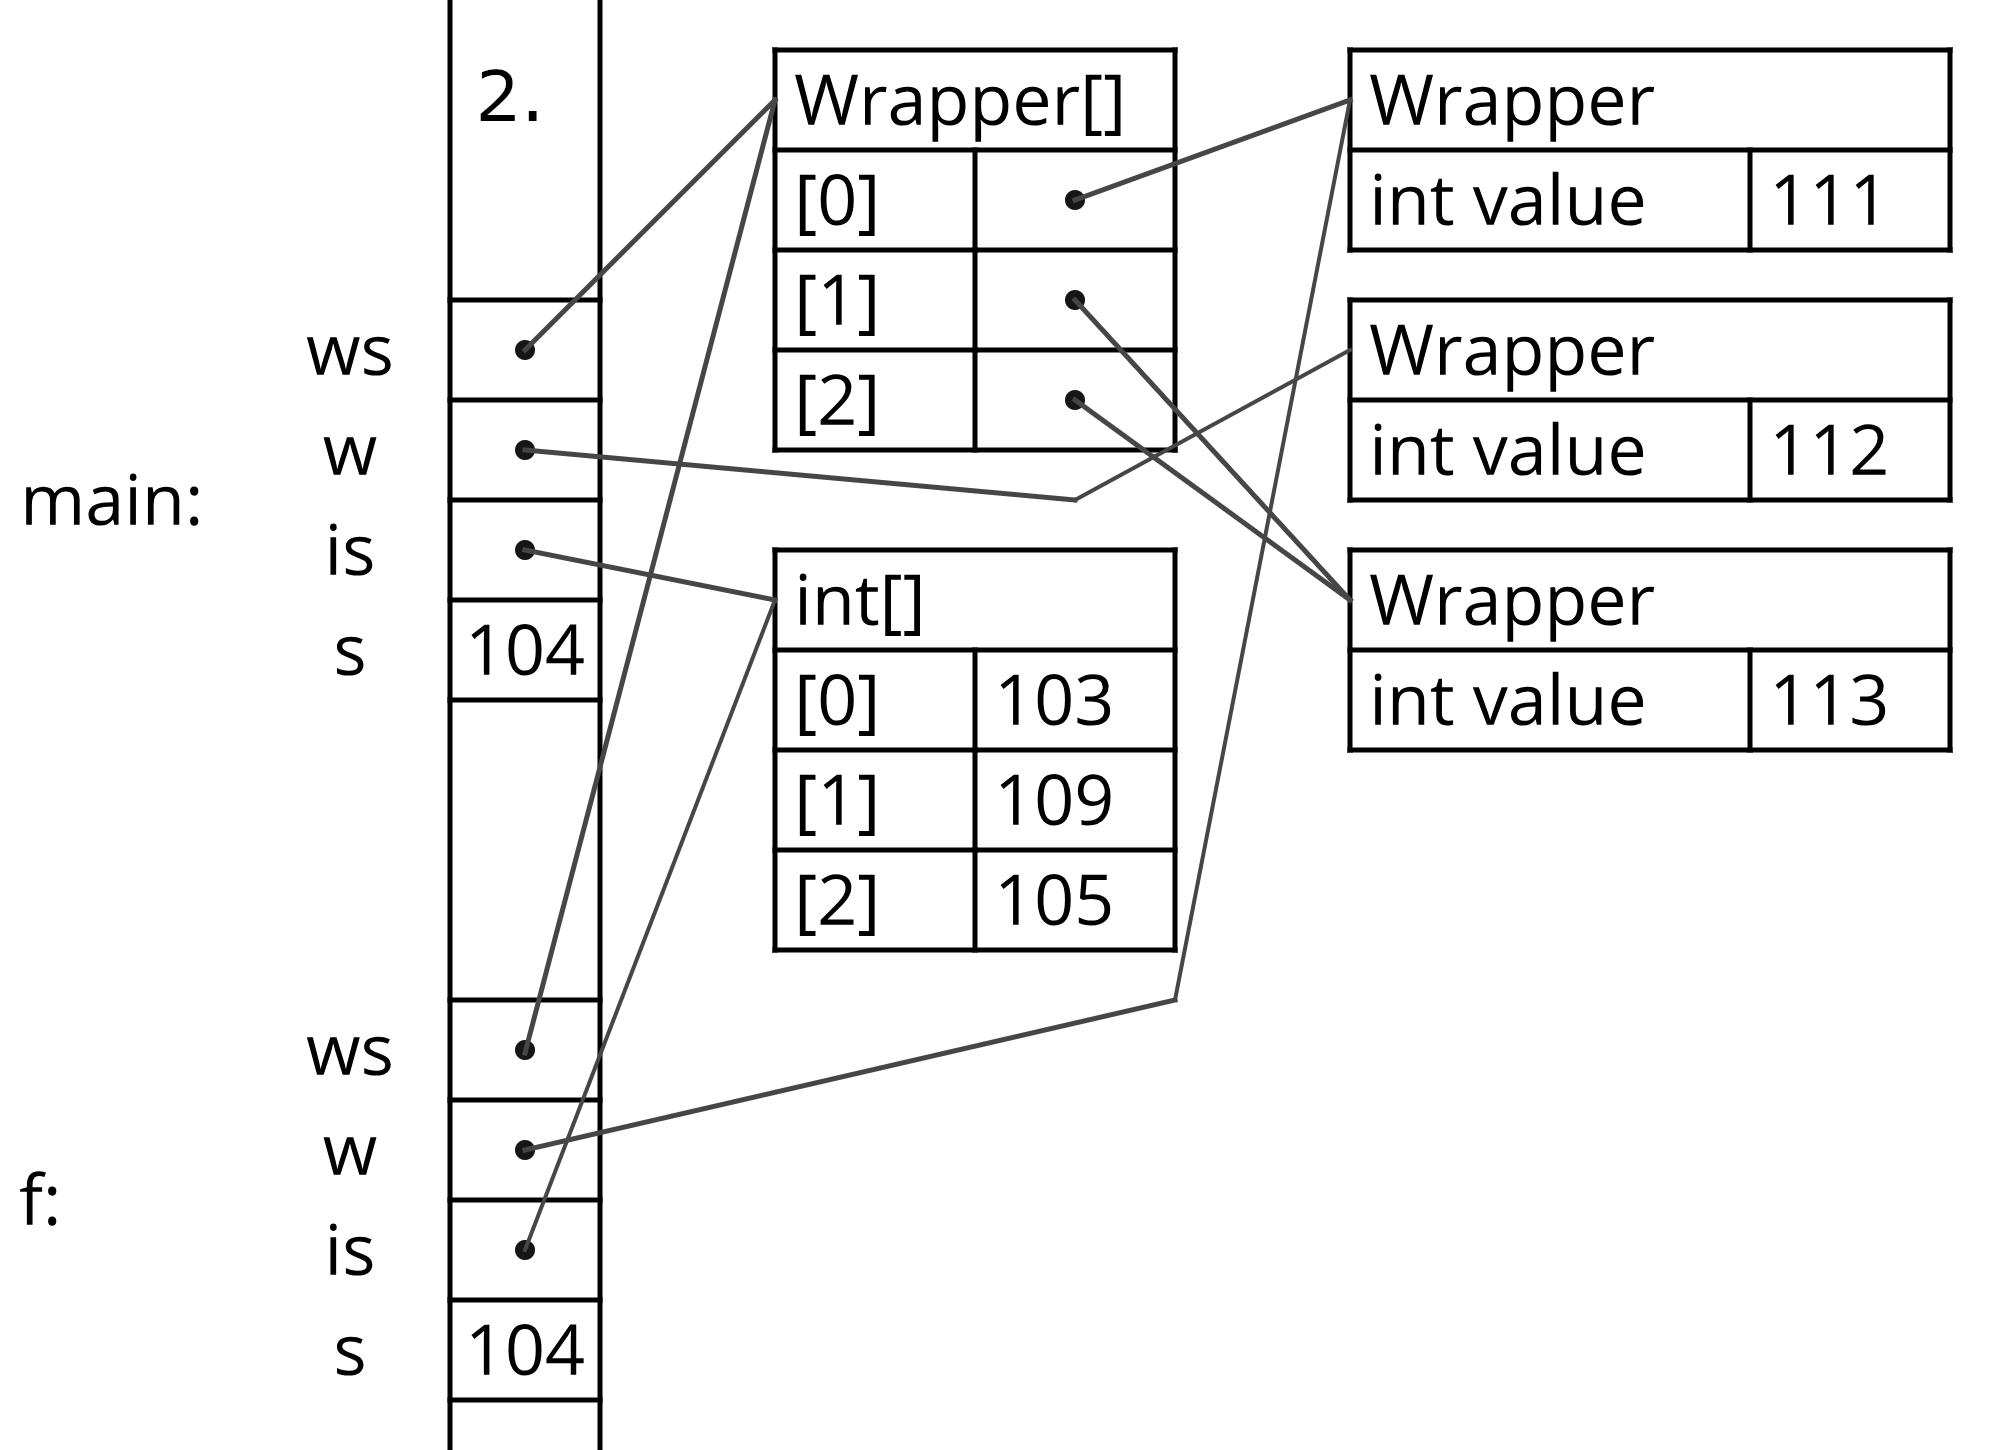 2.
main:
ws
w
is
s 104
f:
ws
w
is
s 104
Wrapper[]
[0]
[1]
[2]
int[]
[0] 103
[1] 109
[2] 105
Wrapper
int value 111
Wrapper
int value 112
Wrapper
int value 113